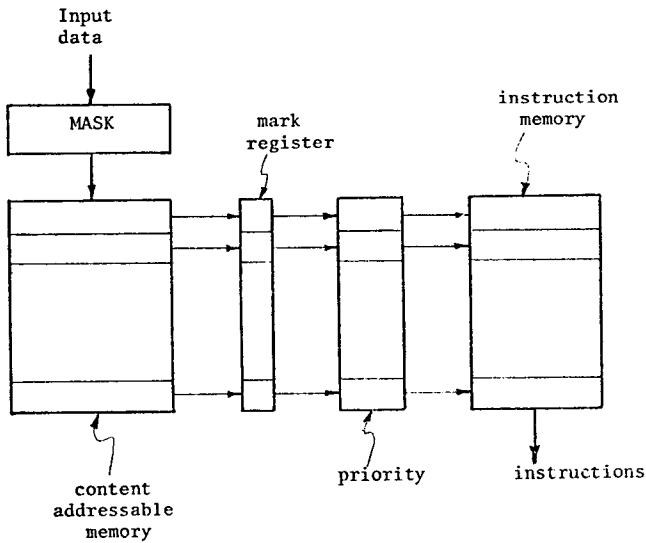 Input
data
MASK
mark
register
instruction
memory
content
addressable
memory
priority
instructions